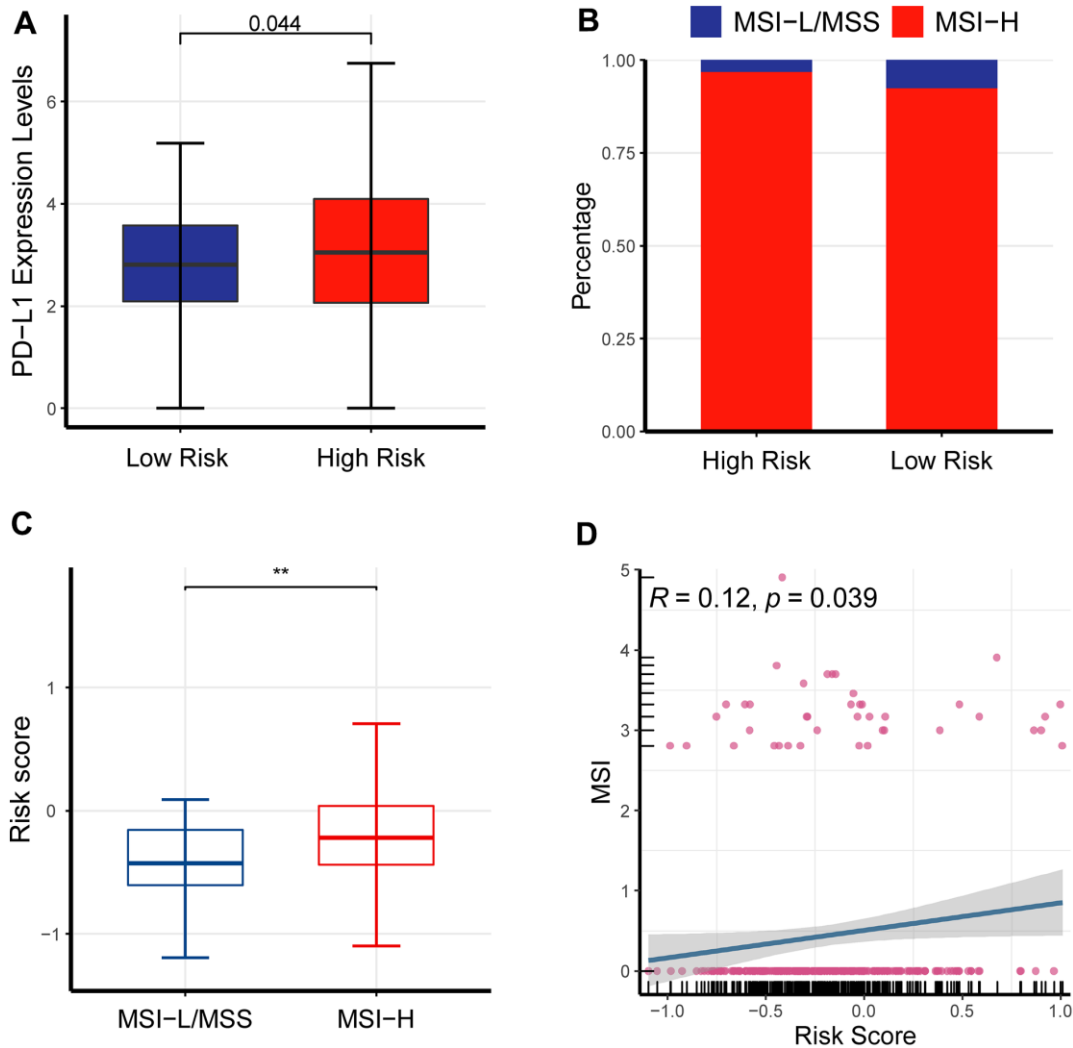 A
0.044
PD−L1 Expression Levels
6
4
2
0
Low Risk
High Risk
B
MSI−L/MSS
MSI−H
Percentage
1.00
0.75
0.50
0.25
0.00
High Risk
Low Risk
C
**
Risk score
1
0
−1
MSI−L/MSS
MSI−H
D
R = 0.12, p = 0.039
MSI
5
4
3
2
1
0
−1.0
−0.5
0.0
0.5
1.0
Risk Score